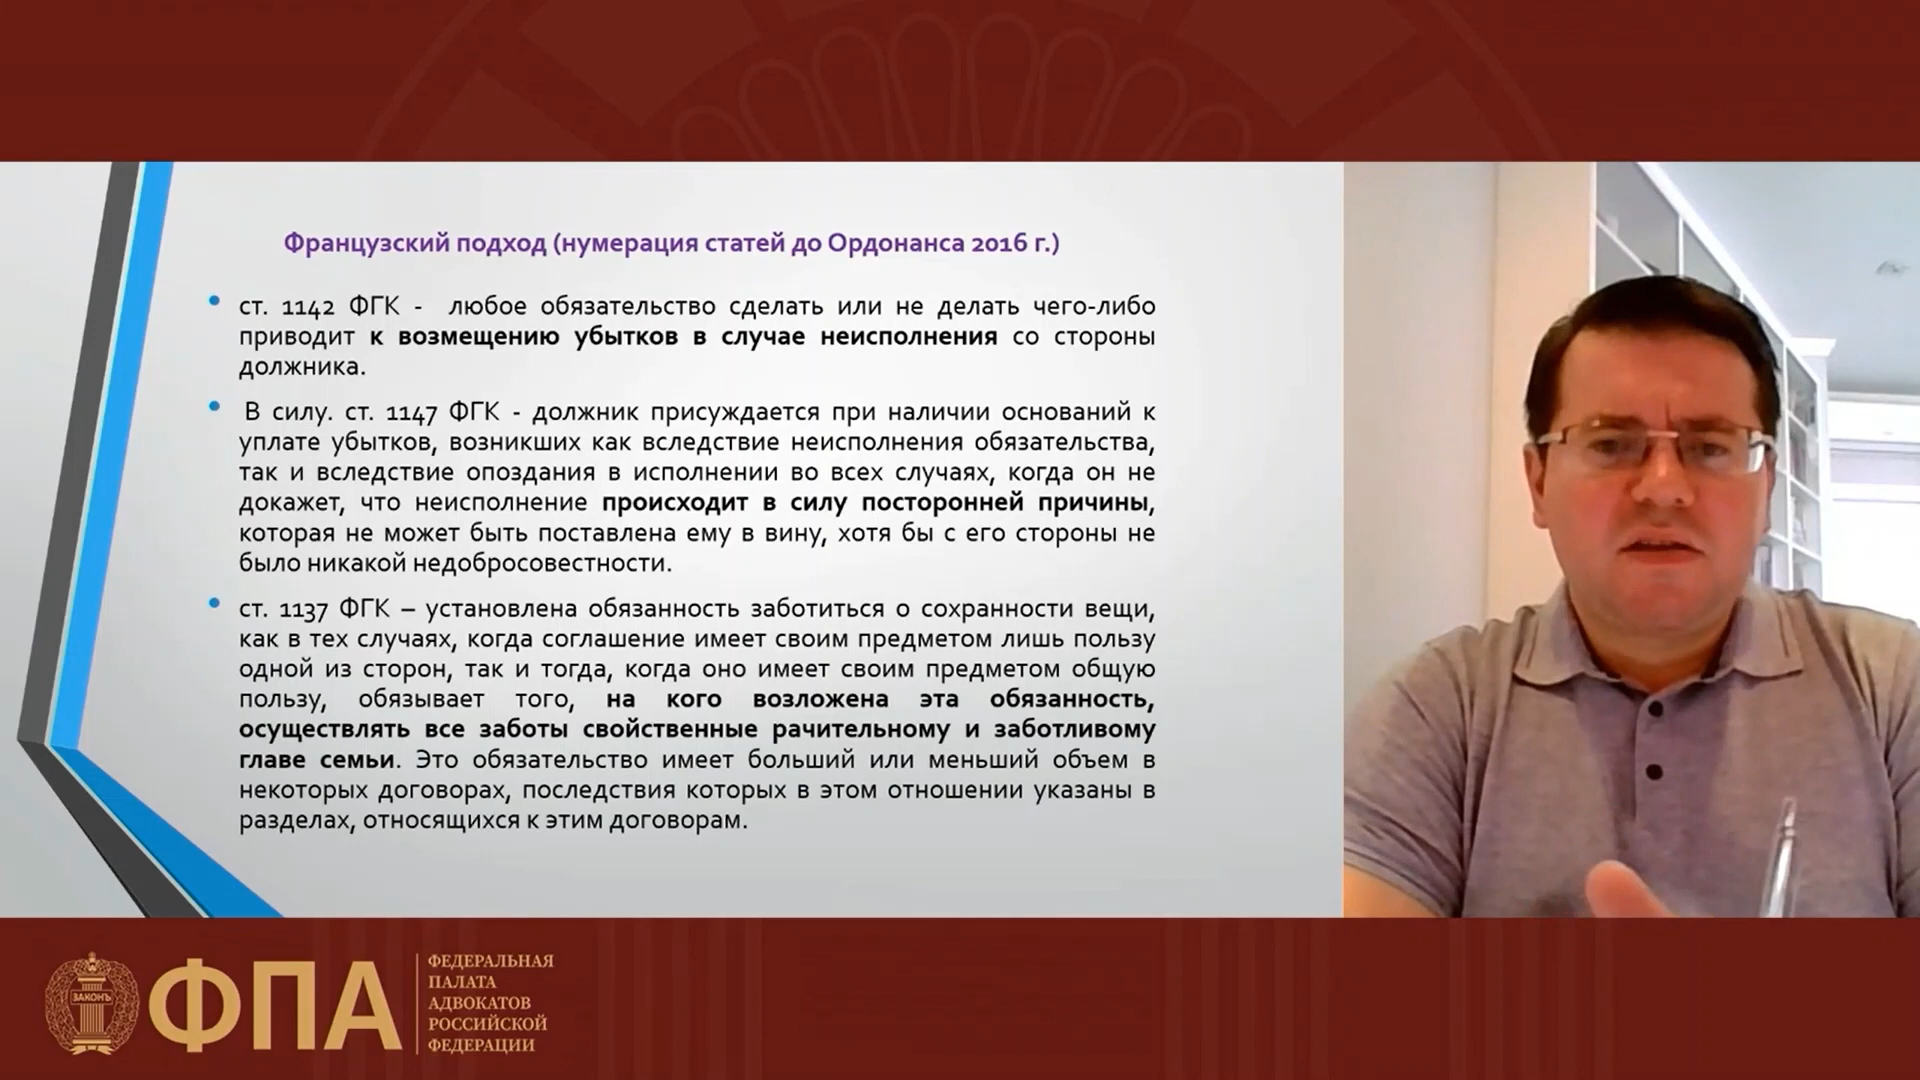 Французский подход (нумерация статей до Ордонанса 2016 г.)
• ст. 1142 ФГК - любое обязательство сделать или не делать чего-либо
приводит к возмещению убытков в случае неисполнения со стороны
должника.
• В силу. ст. 1147 ФГК - должник присуждается при наличии оснований к
уплате убытков, возникших как вследствие неисполнения обязательства,
так и вследствие опоздания в исполнении во всех случаях, когда он не
докажет, что неисполнение происходит в силу посторонней причины,
которая не может быть поставлена ему в вину, хотя бы с его стороны не
было никакой недобросовестности.
• ст. 1137 ФГК – установлена обязанность заботиться о сохранности вещи,
как в тех случаях, когда соглашение имеет своим предметом лишь пользу
одной из сторон, так и тогда, когда оно имеет своим предметом общую
пользу, обязывает того, на кого возложена эта обязанность,
осуществлять все заботы свойственные рачительному и заботливому
главе семьи. Это обязательство имеет больший или меньший объем в
некоторых договорах, последствия которых в этом отношении указаны в
разделах, относящихся к этим договорам.
ЗАКОНЪ
ФПА
ФЕДЕРАЛЬНАЯ
ПАЛАТА
АДВОКАТОВ
РОССИЙСКОЙ
ФЕДЕРАЦИИ